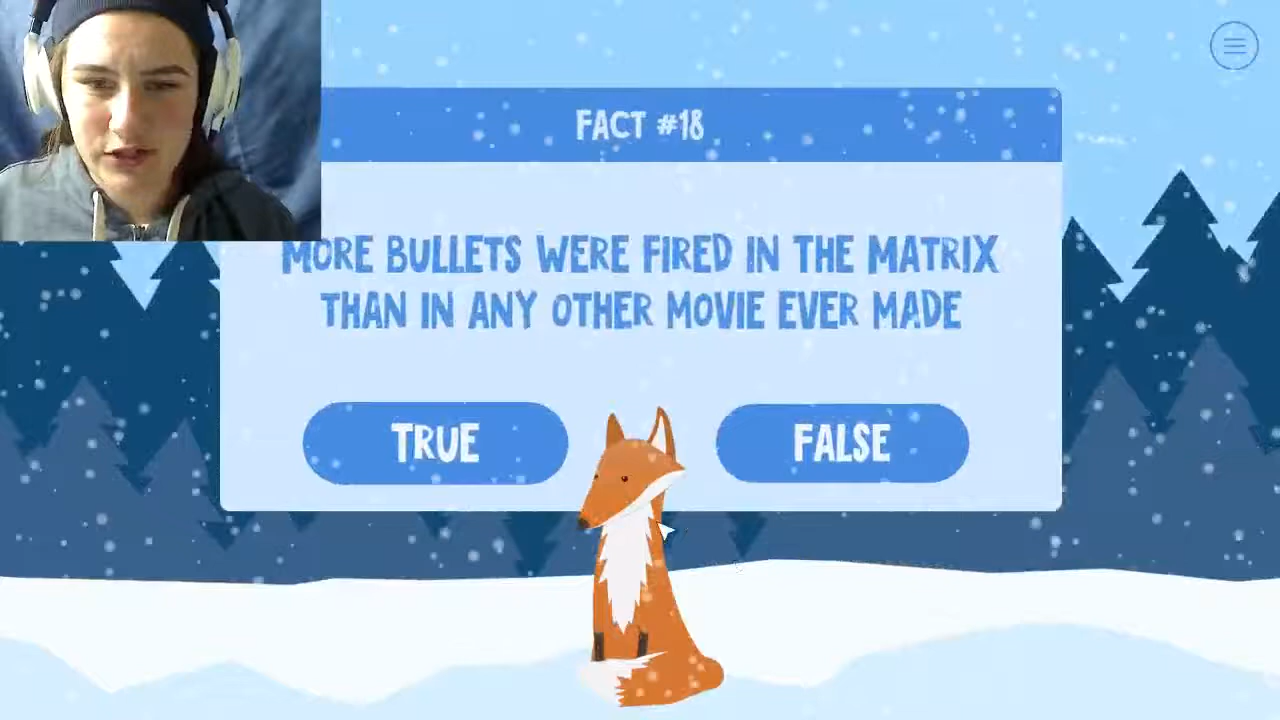 FACT #18
MORE BULLETS WERE FIRED IN THE MATRIX
THAN IN ANY OTHER MOVIE EVER MADE
TRUE
FALSE